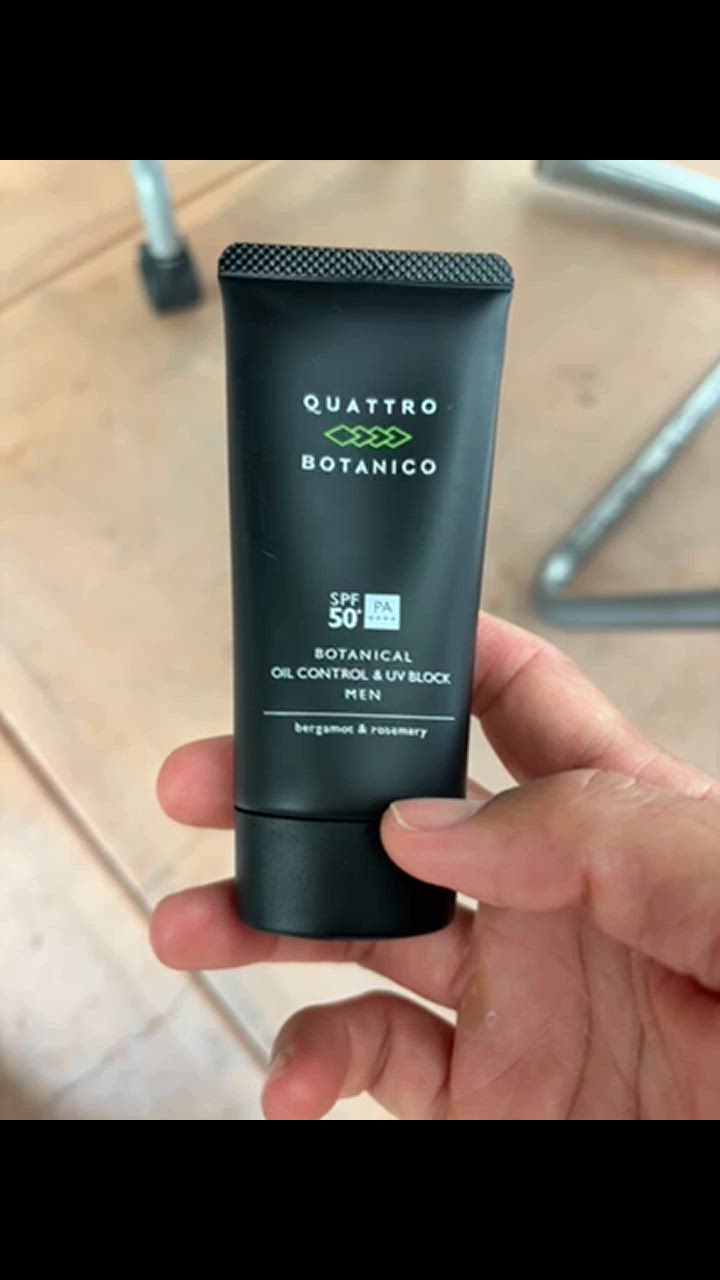 QUATTRO
BOTANICO
SPF
50+
PA
++++
BOTANICAL
OIL CONTROL & UV BLOCK
MEN
bergamot & rosemary